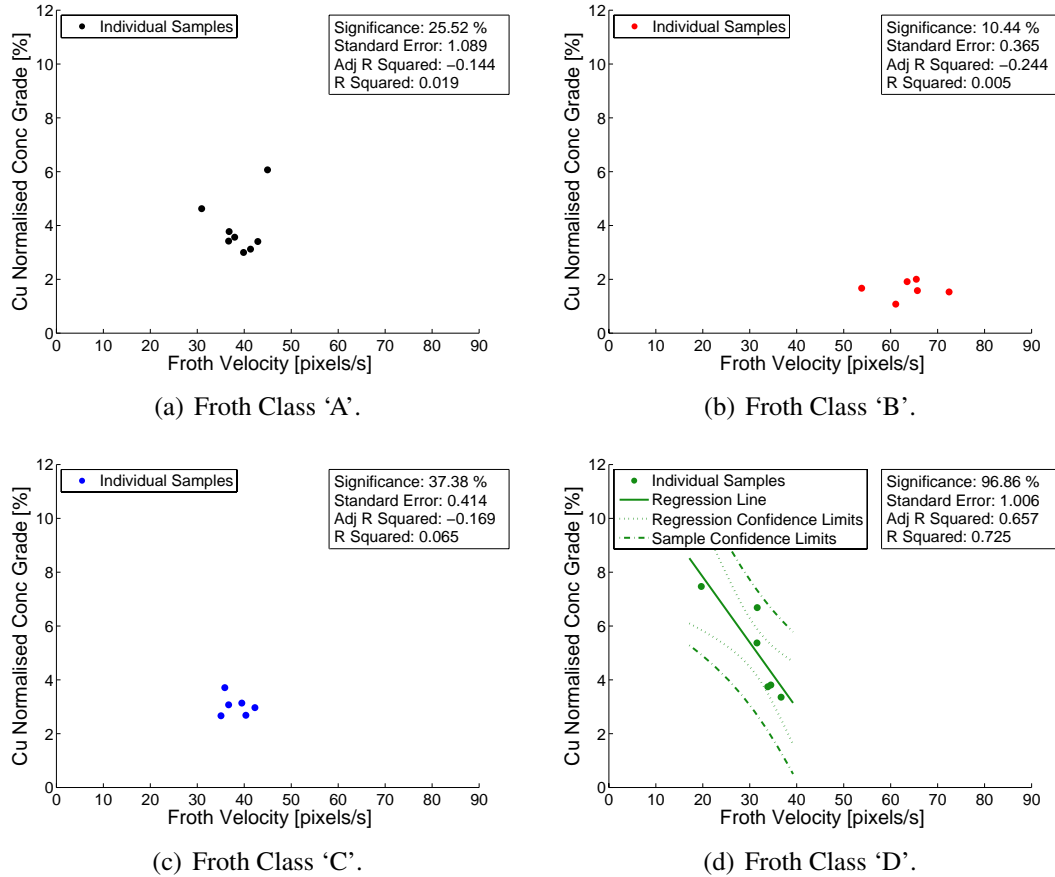 12
10
8
6
4
2
0
Cu Normalised Conc Grade [%]
Individual Samples
Significance: 25.52 %
Standard Error: 1.089
Adj R Squared: −0.144
R Squared: 0.019
0 10 20 30 40 50 60 70 80 90
Froth Velocity [pixels/s]
(a) Froth Class ‘A’.
12
10
8
6
4
2
0
Cu Normalised Conc Grade [%]
Individual Samples
Significance: 10.44 %
Standard Error: 0.365
Adj R Squared: −0.244
R Squared: 0.005
0 10 20 30 40 50 60 70 80 90
Froth Velocity [pixels/s]
(b) Froth Class ‘B’.
12
10
8
6
4
2
0
Cu Normalised Conc Grade [%]
Individual Samples
Significance: 37.38 %
Standard Error: 0.414
Adj R Squared: −0.169
R Squared: 0.065
0 10 20 30 40 50 60 70 80 90
Froth Velocity [pixels/s]
(c) Froth Class ‘C’.
12
10
8
6
4
2
0
Cu Normalised Conc Grade [%]
Individual Samples
Regression Line
Regression Confidence Limits
Sample Confidence Limits
Significance: 96.86 %
Standard Error: 1.006
Adj R Squared: 0.657
R Squared: 0.725
0 10 20 30 40 50 60 70 80 90
Froth Velocity [pixels/s]
(d) Froth Class ‘D’.